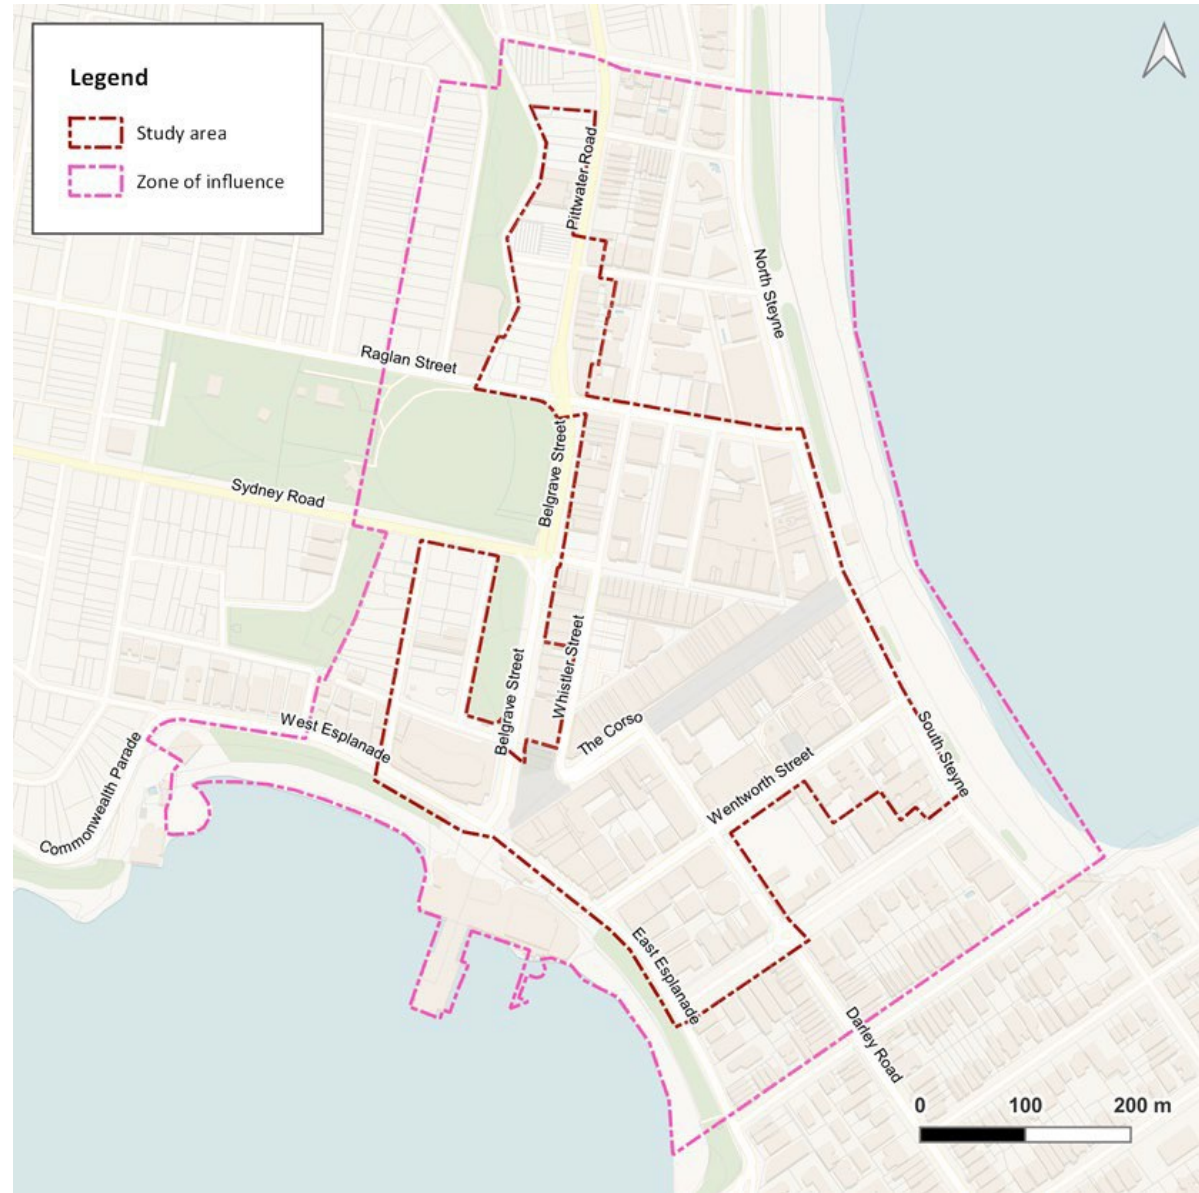 Legend
Study area
Zone of influence
Pittwater Road
North Steyne
Raglan Street
Belgrave Street
Sydney Road
Whistler Street
Belgrave Street
The Corso
West Esplanade
South Steyne
Wentworth Street
Commonwealth Parade
East Esplanade
Darley Road
0 100 200 m